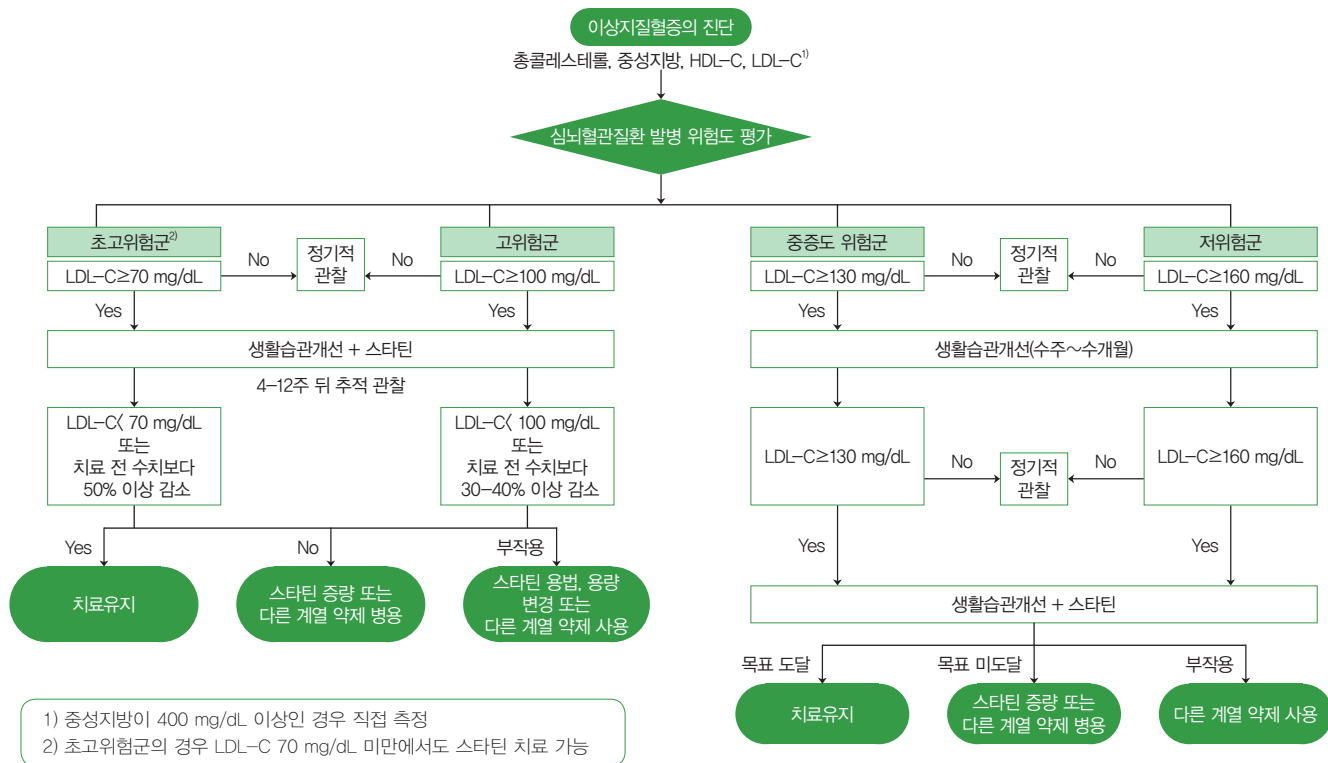 이상지질혈증의 진단
총콜레스테롤, 중성지방, HDL-C, LDL-C1)
심뇌혈관질환 발병 위험도 평가
초고위험군2)
LDL-C≥70 mg/dL
No
정기적
관찰
No
고위험군
LDL-C≥100 mg/dL
중증도 위험군
LDL-C≥130 mg/dL
No
정기적
관찰
No
저위험군
LDL-C≥160 mg/dL
Yes
Yes
Yes
Yes
생활습관개선 + 스타틴
생활습관개선(수주~수개월)
4-12주 뒤 추적 관찰
LDL-C< 70 mg/dL
또는
치료 전 수치보다
50% 이상 감소
LDL-C< 100 mg/dL
또는
치료 전 수치보다
30-40% 이상 감소
LDL-C≥130 mg/dL
No
정기적
관찰
No
LDL-C≥160 mg/dL
Yes
No
부작용
Yes
Yes
치료유지
스타틴 증량 또는
다른 계열 약제 병용
스타틴 용법, 용량
변경 또는
다른 계열 약제 사용
생활습관개선 + 스타틴
목표 도달
목표 미도달
부작용
치료유지
스타틴 증량 또는
다른 계열 약제 병용
다른 계열 약제 사용
1) 중성지방이 400 mg/dL 이상인 경우 직접 측정
2) 초고위험군의 경우 LDL-C 70 mg/dL 미만에서도 스타틴 치료 가능